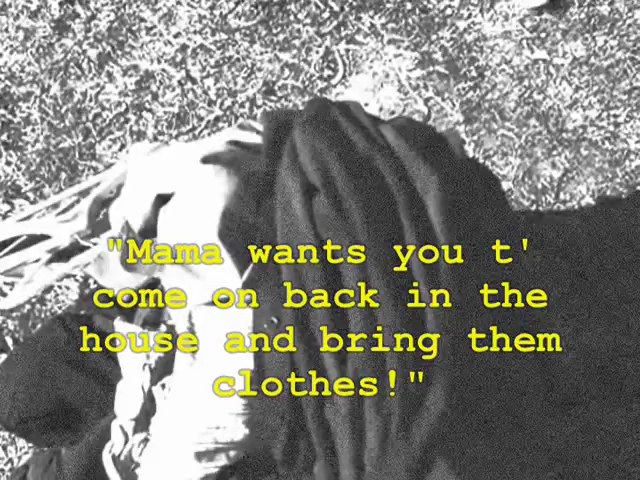 "Mama wants you t'
come on back in the
house and bring them
clothes!"